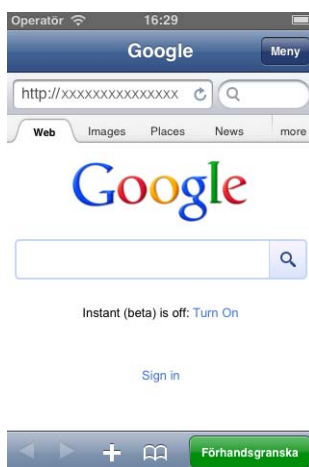 Operatör 16:29
Google Meny
http://xxxxxxxxxxxxxxx
Web Images Places News more
Google
Instant (beta) is off: Turn On
Sign in
Förhandsgranska